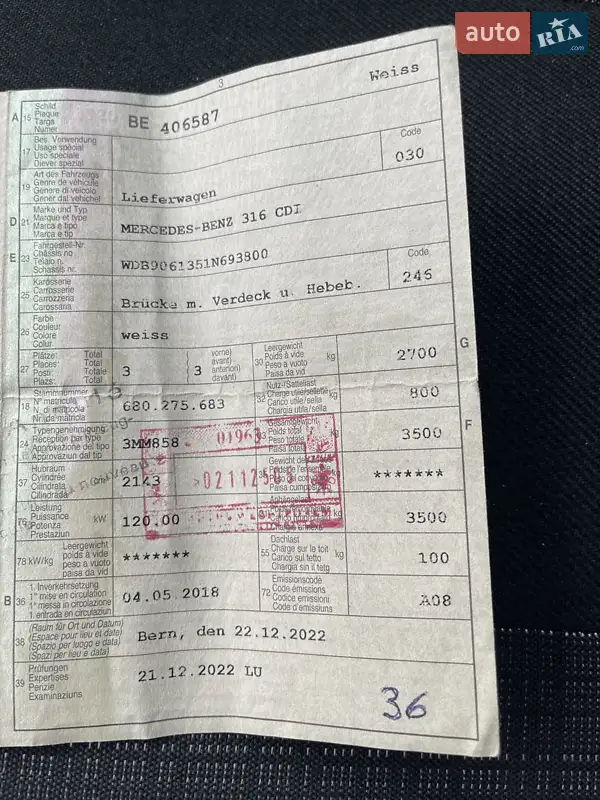 auto RIA .com
3
A 15 Schild
Plaque
Targa
Numer
BE 406587 Weiss
17 Bes. Verwendung
Usage spécial
Uso speciale
Diever spezial
Code
030
19 Art des Fahrzeugs
Genre de véhicule
Genere di veicolo
Gener dal vehichel
Lieferwagen
D 21 Marke und Typ
Marque et type
Marca e tipo
Marca e tip
MERCEDES-BENZ 316 CDI
E 23 Fahrgestell-Nr.
Châssis no
Telaio n.
Schassis nr.
WDB9061351N693800
25 Karosserie
Carrosserie
Carrozzeria
Carossaria
Brücke m. Verdeck u. Hebeb.
Code
246
26 Farbe
Couleur
Colore
Colur
weiss
27 Plätze: Total
Places: Total
Posti: Totale
Plazs: Total
3
vorne)
avant)
anteriori)
davant)
3
G
30 Leergewicht
Poids à vide
Peso a vuoto
Paisa da vid
kg
2700
18 Stammnummer
N° matricule
N. di matricola
Nr. da matricla
680.275.683
32 Nutz-/Sattellast
Charge utile/sellette
Carico utile/sella
Chargia utila/sella
kg
800
24 Typengenehmigung
Réception par type
Approvazione del tipo
Approvaziun dal tip
3MM858
F
33 Gesamtgewicht
Poids total
Peso totale
Paisa totala
kg
3500
01963
37 Hubraum
Cylindrée
Cilindrata
Cilindrada
cm³
2143
Gewicht des
*******
76 Leistung
Puissance
Potenza
Prestaziun
kW
120.00
kg
3500
78 kW/kg
Leergewicht
poids à vide
peso a vuoto
paisa da vid
*******
55 Dachlast
Charge sur le toit
Carico sul tetto
Chargia sin il tetg
kg
100
B 36 1. Inverkehrsetzung
1re mise en circulation
1a messa in circolazione
1. entrada en circulaziun
04.05.2018
72 Emissionscode
Code émissions
Codice emissioni
Code d'emissiuns
A08
38 (Raum für Ort und Datum)
(Espace pour lieu et date)
(Spazio per luogo e data)
(Spazi per lieu e data)
Bern, den 22.12.2022
39 Prüfungen
Expertises
Perizie
Examinaziuns
21.12.2022 LU
36